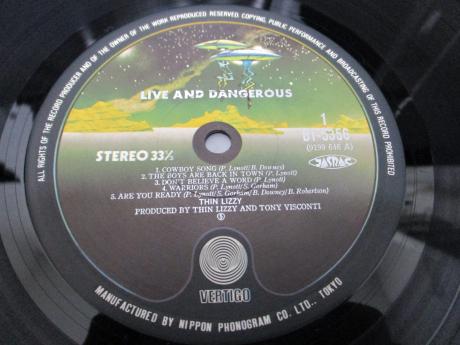 ALL RIGHTS OF THE RECORD PRODUCER AND OF THE OWNER OF THE WORK REPRODUCED RESERVED. COPYING, PUBLIC PERFORMANCE AND BROADCASTING OF THIS RECORD PROHIBITED
LIVE AND DANGEROUS
1
BT-5356
(9199 646 A)
JASRAC
STEREO 33⅓
1. COWBOY SONG (P. Lynott/B. Downey)
2. THE BOYS ARE BACK IN TOWN (P. Lynott)
3. DON'T BELIEVE A WORD (P. Lynott)
4. WARRIORS (P. Lynott/S. Gorham)
5. ARE YOU READY (P. Lynott/S. Gorham/B. Downey/B. Robertson)
THIN LIZZY
PRODUCED BY THIN LIZZY AND TONY VISCONTI
Ⓢ
VERTIGO
MANUFACTURED BY NIPPON PHONOGRAM CO. LTD., TOKYO